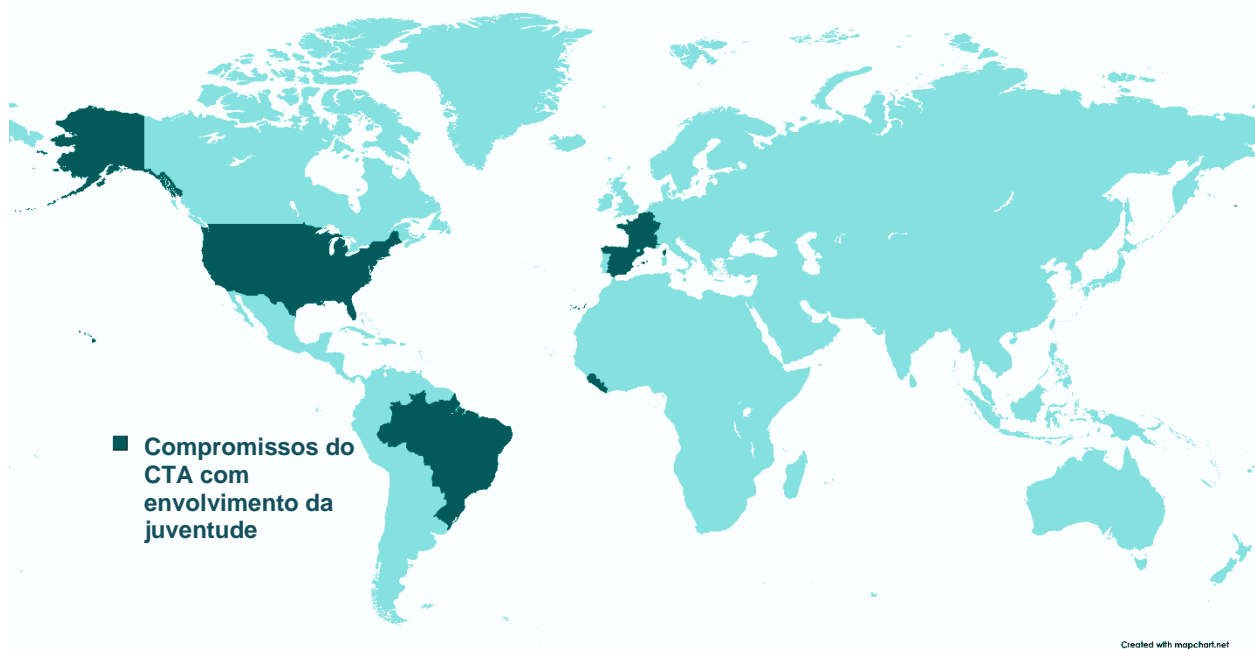 Compromissos do
CTA com
envolvimento da
juventude
Created with mapchart.net